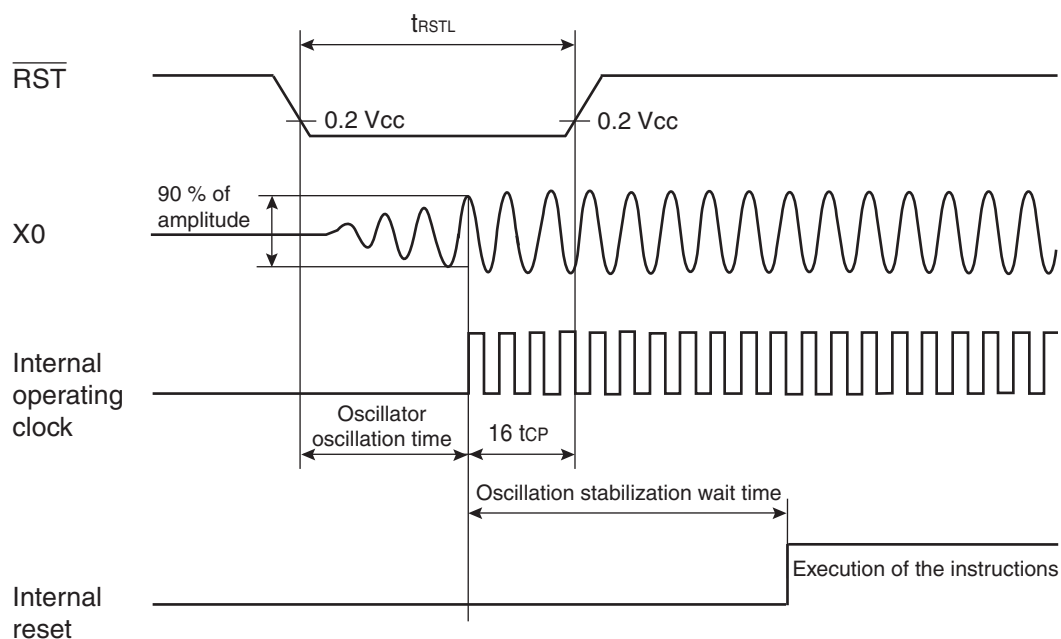 tRSTL
RST
0.2 Vcc
0.2 Vcc
90 % of
amplitude
X0
Internal
operating
clock
Oscillator
oscillation time
16 tCP
Oscillation stabilization wait time
Execution of the instructions
Internal
reset